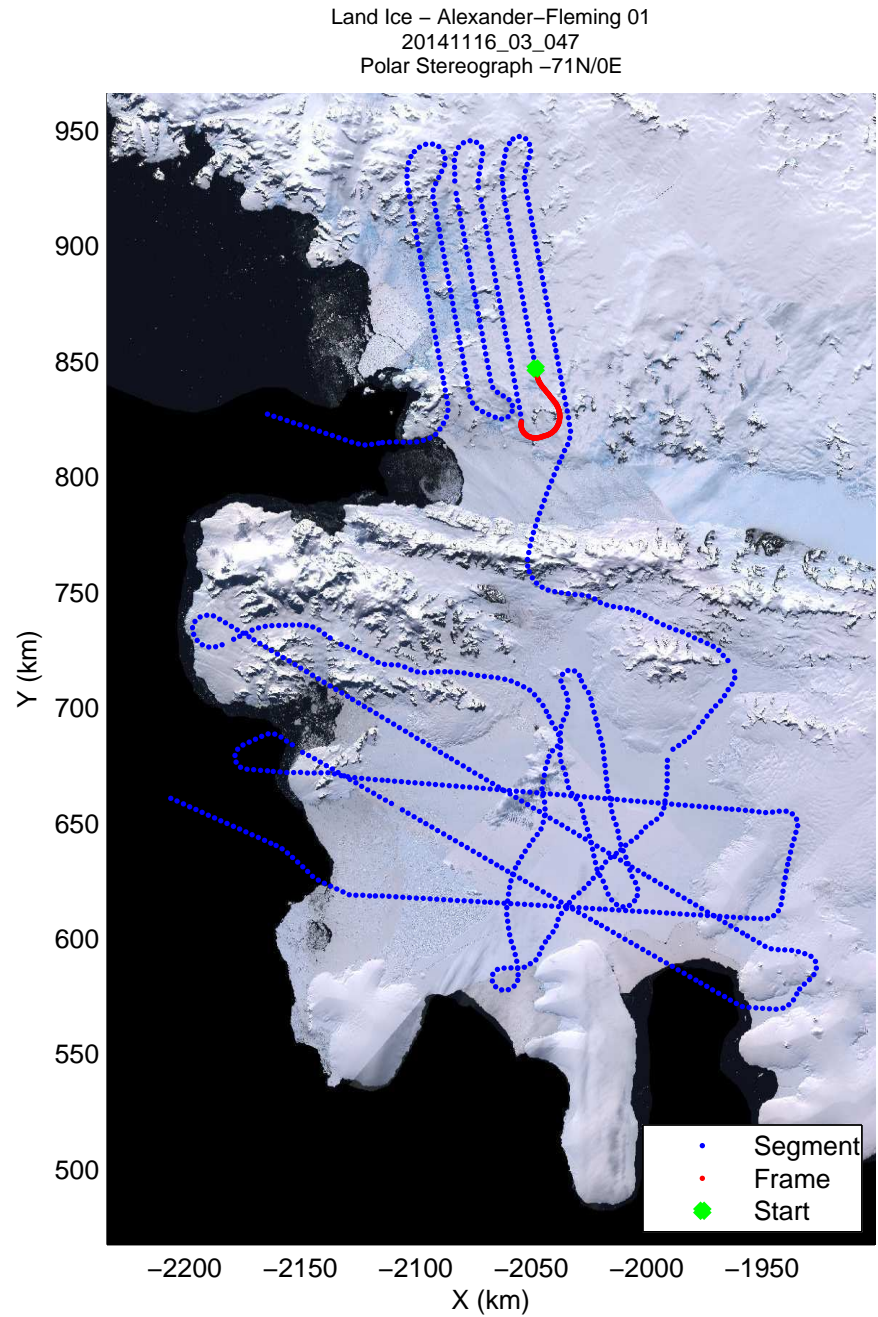 Land Ice − Alexander−Fleming 01
20141116_03_047
Polar Stereograph −71N/0E
950
900
850
800
750
700
650
600
550
500
Y (km)
Segment
Frame
Start
−2200 −2150 −2100 −2050 −2000 −1950
X (km)